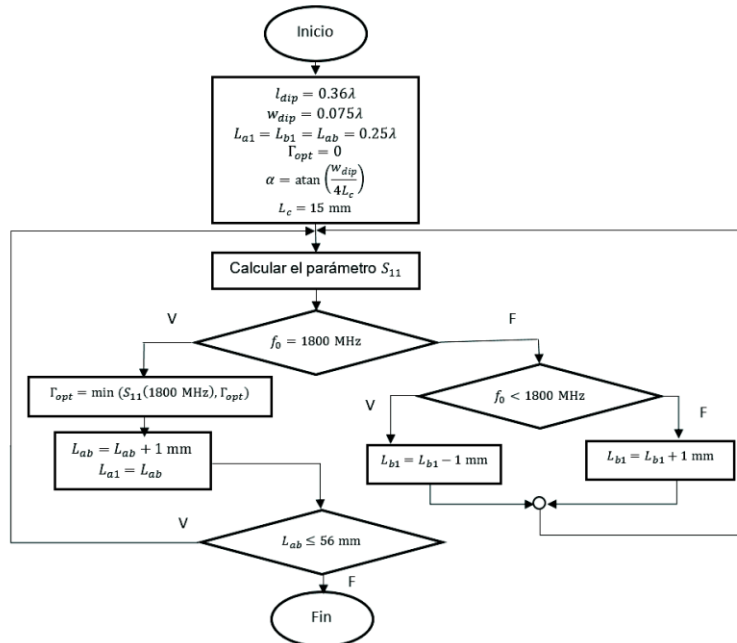 Inicio
l_dip = 0.36λ
w_dip = 0.075λ
L_a1 = L_b1 = L_ab = 0.25λ
Γ_opt = 0
α = atan (w_dip / 4L_c)
L_c = 15 mm
Calcular el parámetro S_11
V
F
f_0 = 1800 MHz
Γ_opt = min (S_11(1800 MHz), Γ_opt)
V
f_0 < 1800 MHz
F
L_ab = L_ab + 1 mm
L_a1 = L_ab
L_b1 = L_b1 − 1 mm
L_b1 = L_b1 + 1 mm
V
L_ab ≤ 56 mm
F
Fin